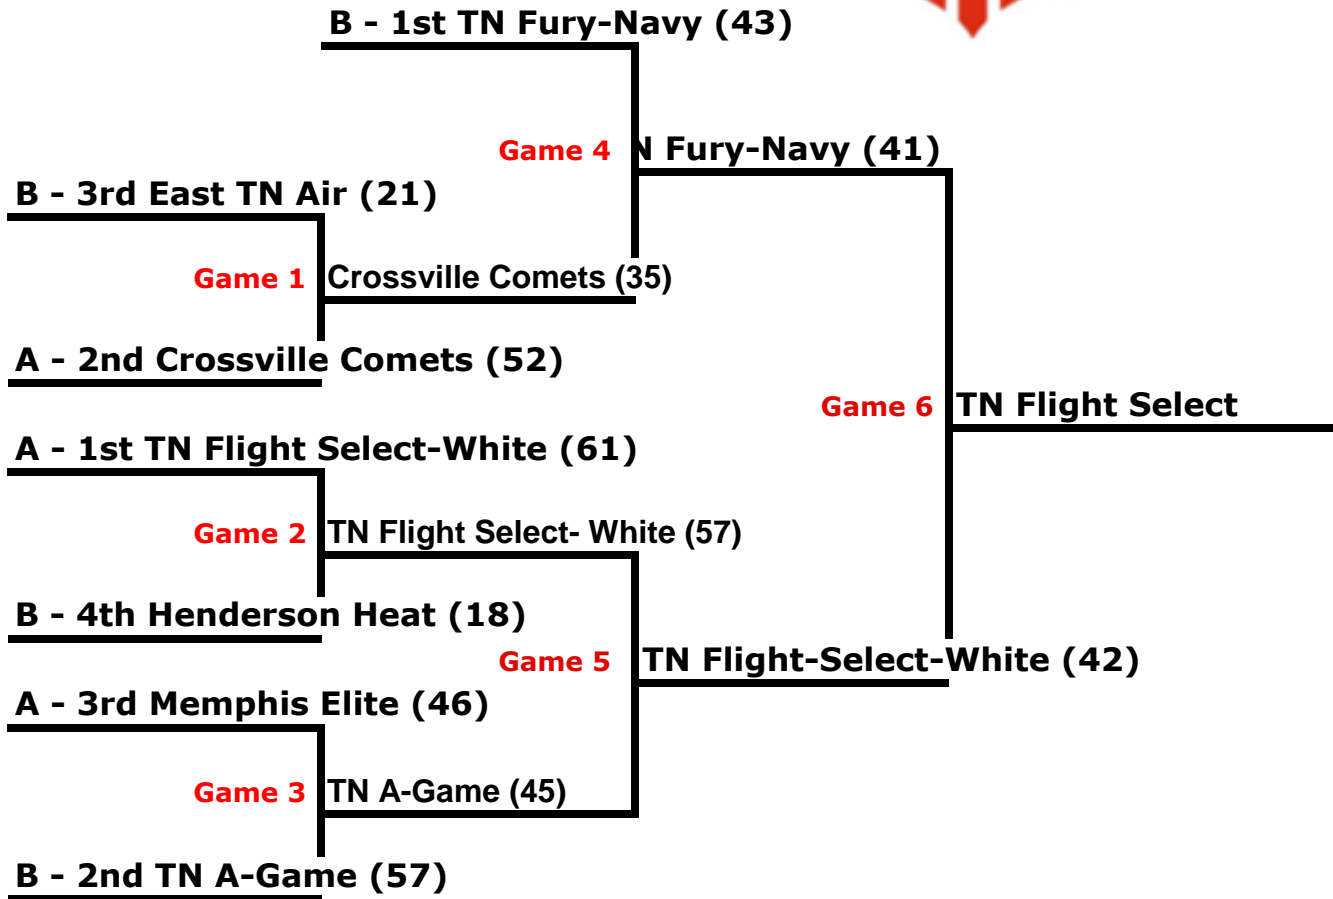 B - 1st TN Fury-Navy (43)
Game 4
N Fury-Navy (41)
B - 3rd East TN Air (21)
Game 1
Crossville Comets (35)
A - 2nd Crossville Comets (52)
Game 6
TN Flight Select
A - 1st TN Flight Select-White (61)
Game 2
TN Flight Select- White (57)
B - 4th Henderson Heat (18)
Game 5
TN Flight-Select-White (42)
A - 3rd Memphis Elite (46)
Game 3
TN A-Game (45)
B - 2nd TN A-Game (57)